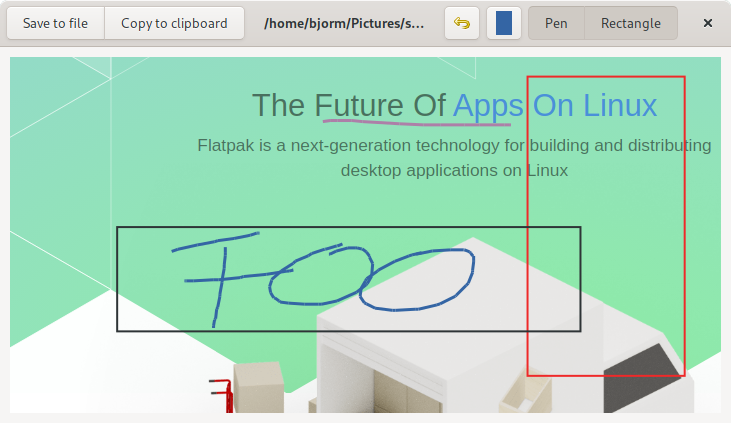 Save to file Copy to clipboard /home/bjorm/Pictures/s... Pen Rectangle
The Future Of Apps On Linux
Flatpak is a next-generation technology for building and distributing
desktop applications on Linux
Foo